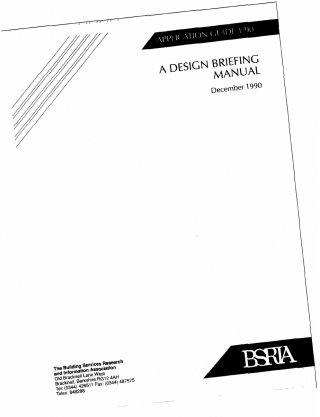 APPLICATION GUIDE 1/90
A DESIGN BRIEFING
MANUAL
December 1990
The Building Services Research
and Information Association
Old Bracknell Lane West
Bracknell, Berkshire RG12 4AH
Tel: (0344) 426511 Fax: (0344) 487575
Telex: 848288
BSRIA